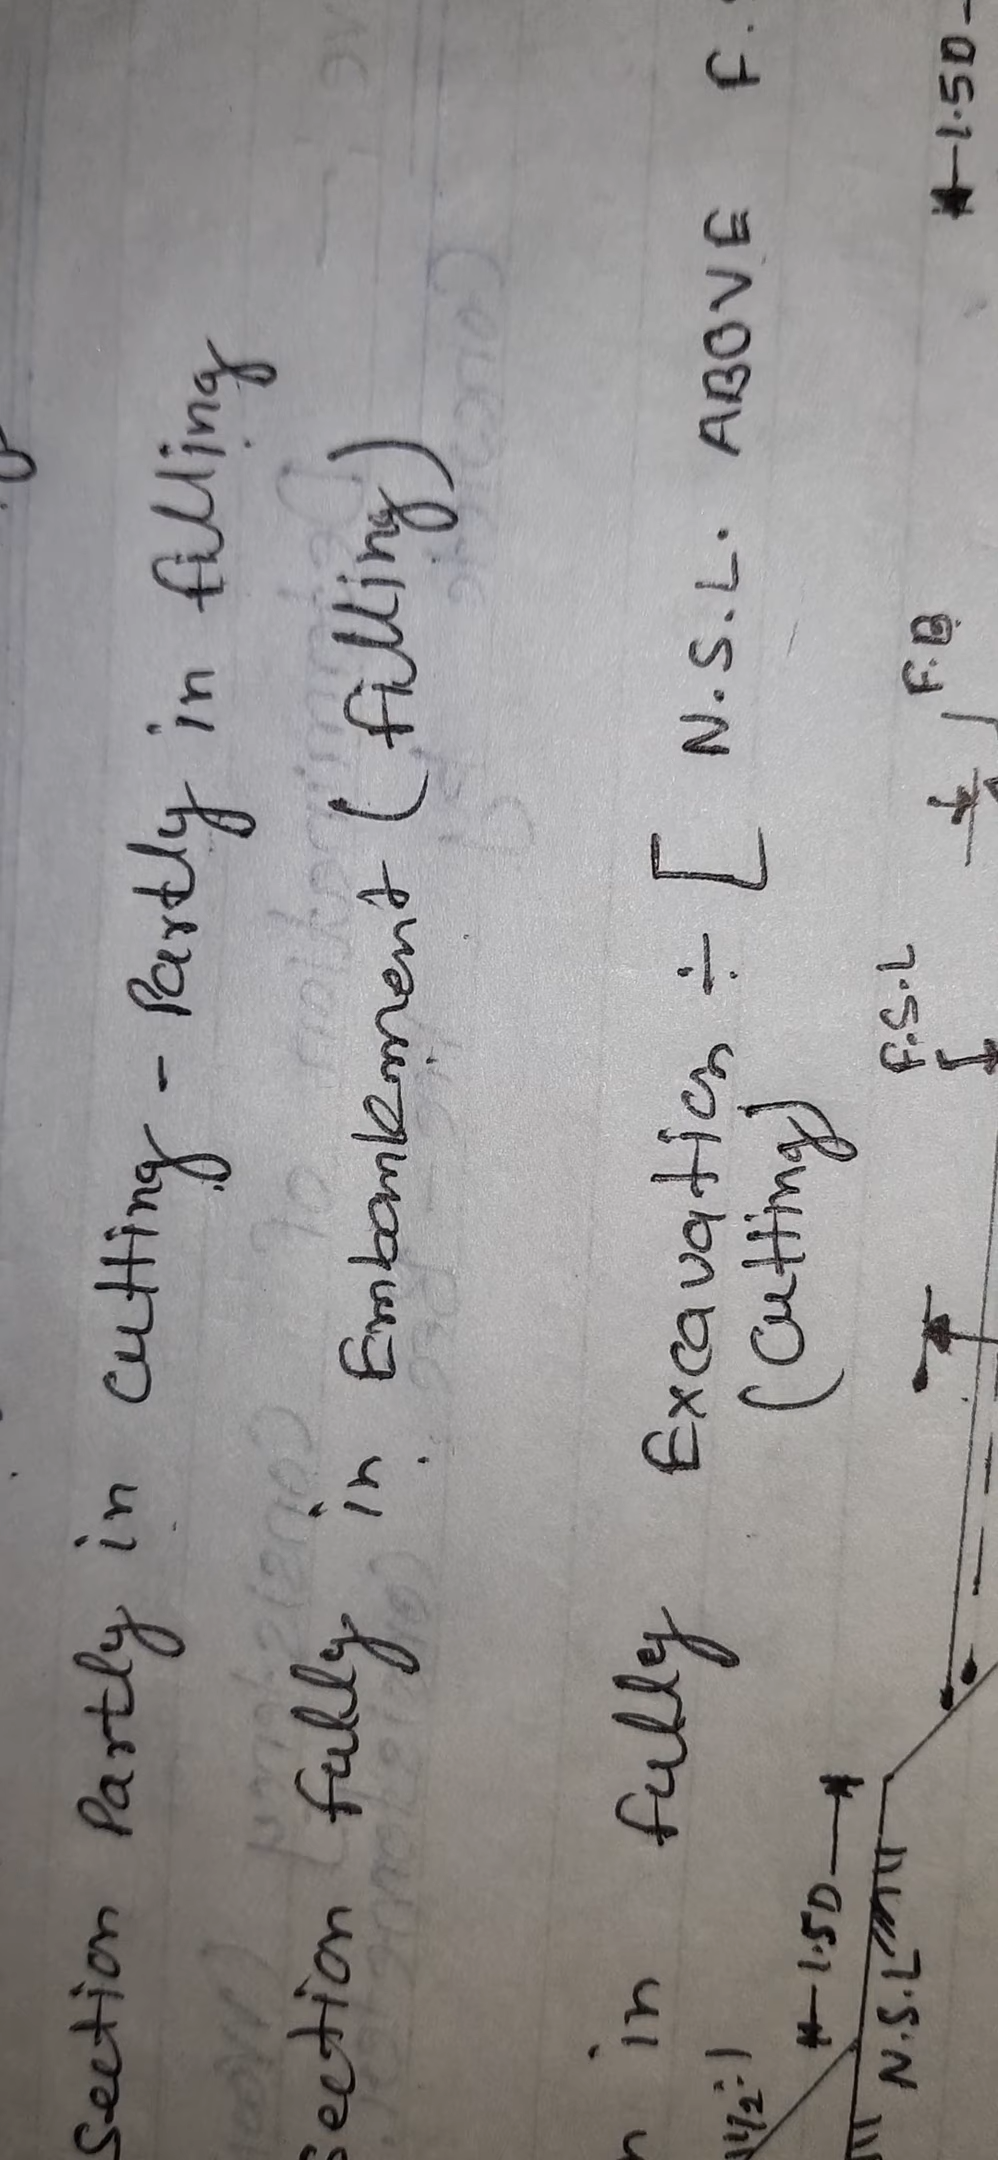 Section Partly in cutting - Partly in filling
Section fully in Embankment (filling)
in fully Excavation ÷ [ N.S.L. ABOVE F.
(Cutting)
1½:1
1.5D
N.S.L
F.S.L
F.B
1.5D